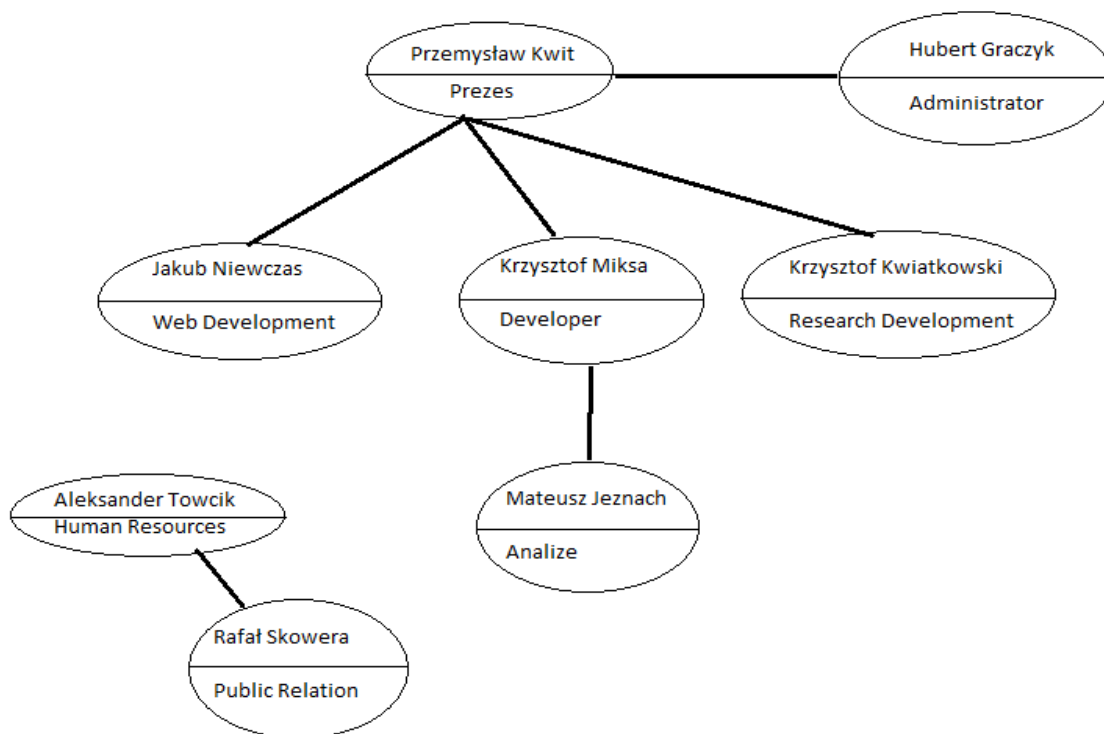 Przemysław Kwit
Prezes
Hubert Graczyk
Administrator
Jakub Niewczas
Web Development
Krzysztof Miksa
Developer
Krzysztof Kwiatkowski
Research Development
Aleksander Towcik
Human Resources
Mateusz Jeznach
Analize
Rafał Skowera
Public Relation